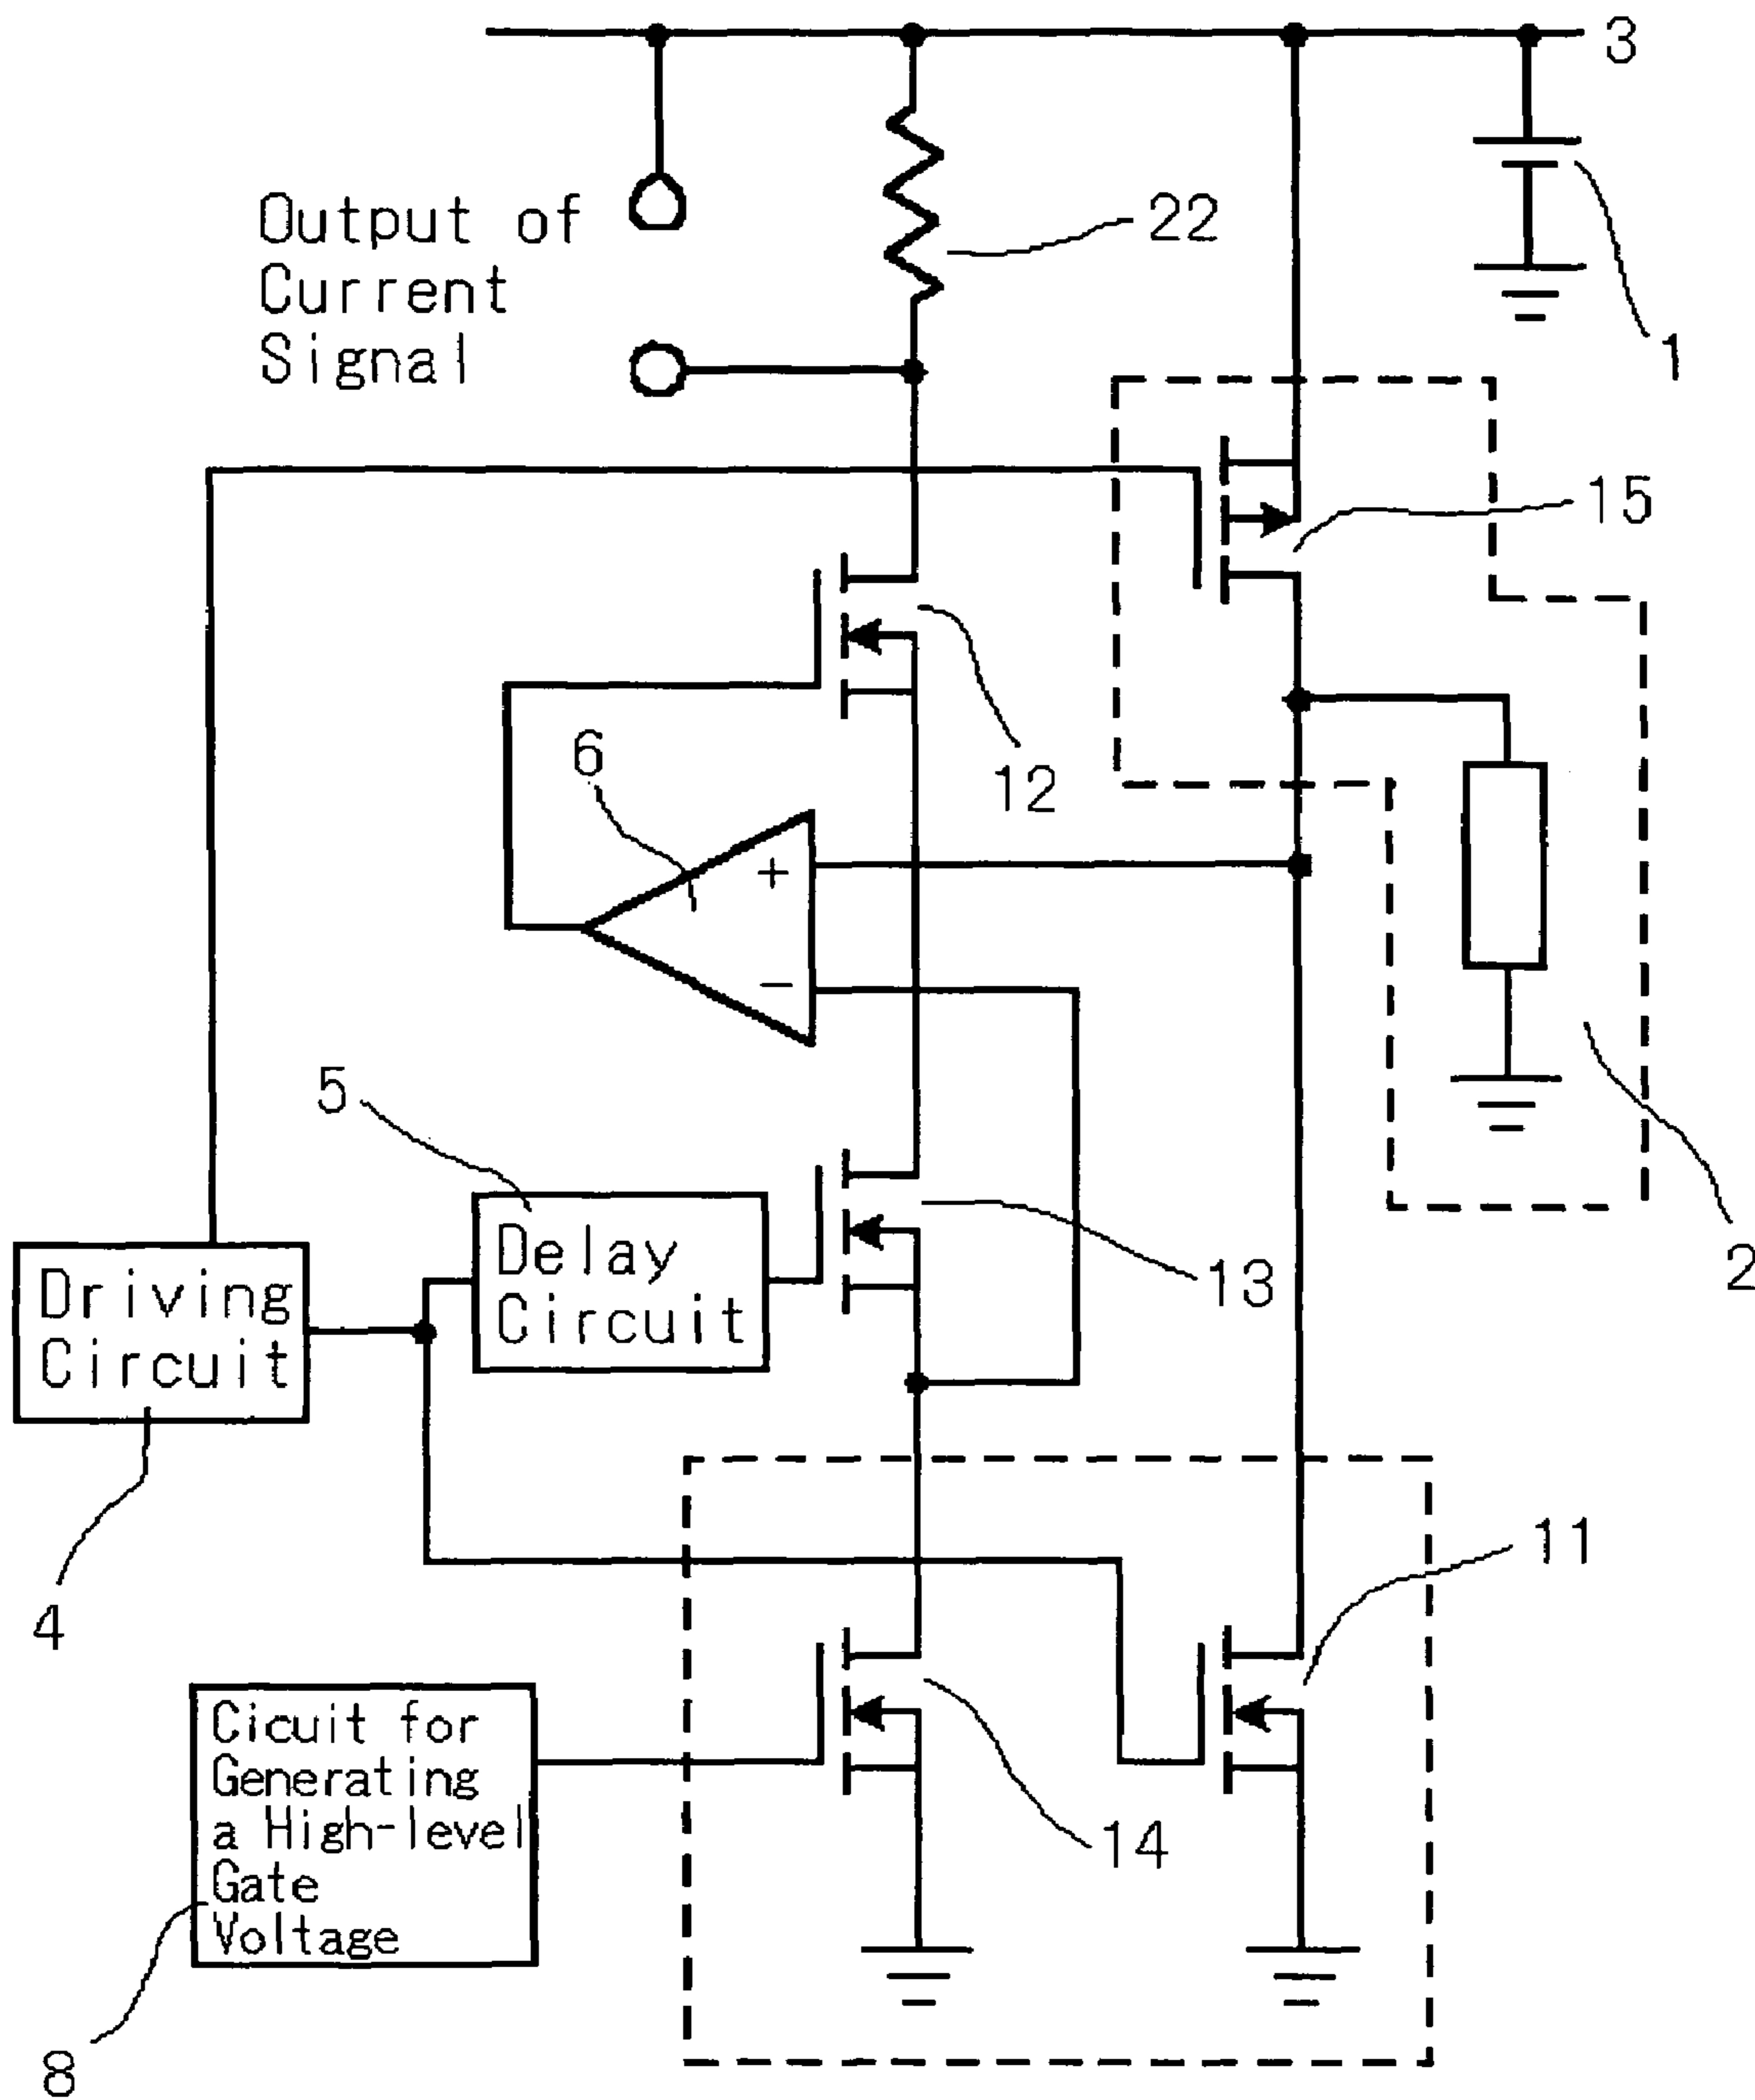 3
Output of
Current
Signal
22
1
15
12
6
+
−
5
Delay
Circuit
13
2
Driving
Circuit
4
11
14
Cicuit for
Generating
a High-level
Gate
Voltage
8